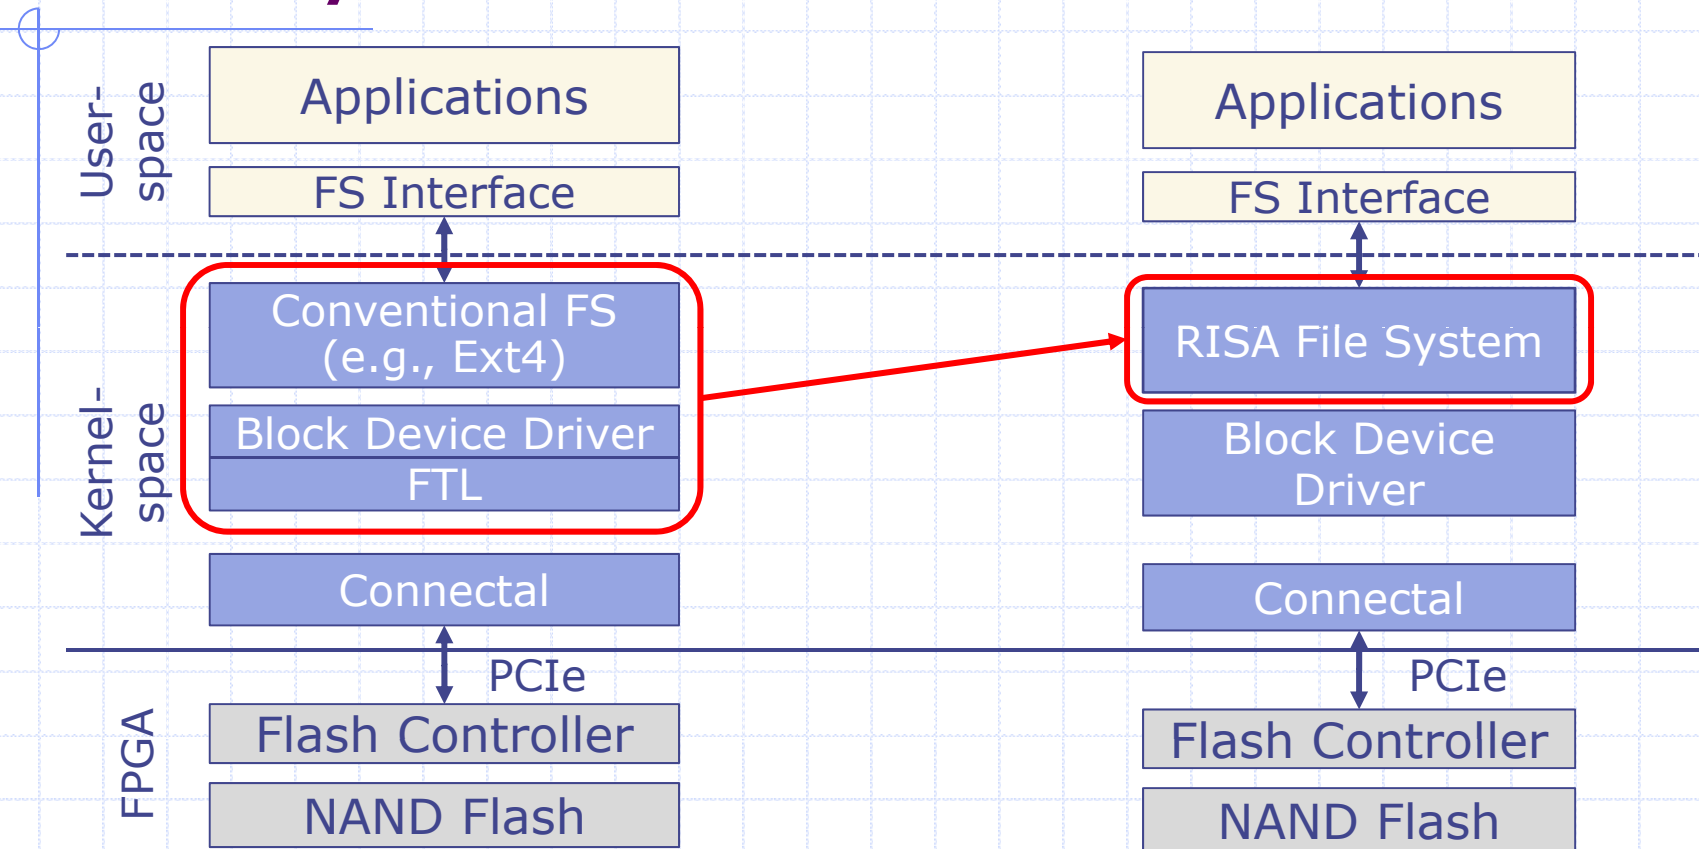 User-
space
Applications
FS Interface
Applications
FS Interface
Kernel-
space
Conventional FS
(e.g., Ext4)
Block Device Driver
FTL
Connectal
RISA File System
Block Device
Driver
Connectal
PCIe
PCIe
FPGA
Flash Controller
NAND Flash
Flash Controller
NAND Flash